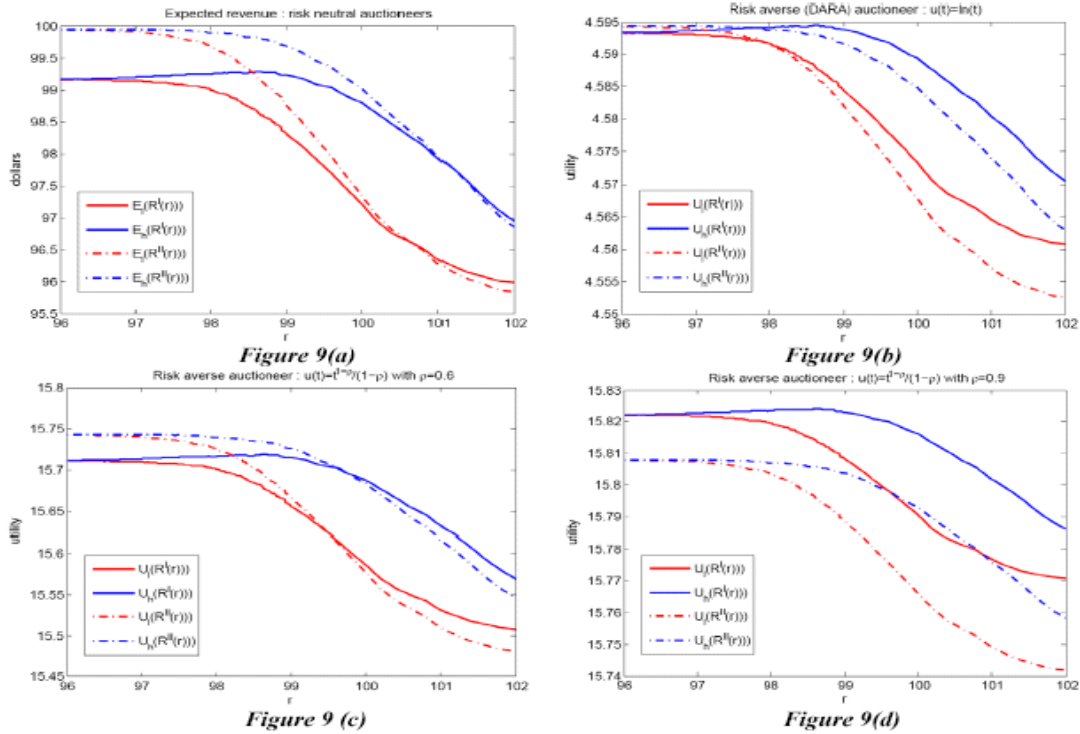 Expected revenue : risk neutral auctioneers
100
99.5
99
98.5
98
97.5
97
96.5
96
95.5
dollars
E_l(R^I(r)))
E_h(R^I(r)))
E_l(R^II(r)))
E_h(R^II(r)))
96 97 98 99 100 101 102
r
Figure 9(a)
Risk averse (DARA) auctioneer : u(t)=ln(t)
4.595
4.59
4.585
4.58
4.575
4.57
4.565
4.56
4.555
4.55
utility
U_l(R^I(r)))
U_h(R^I(r)))
U_l(R^II(r)))
U_h(R^II(r)))
96 97 98 99 100 101 102
r
Figure 9(b)
Risk averse auctioneer : u(t)=t^1-ρ/(1-ρ) with ρ=0.6
15.8
15.75
15.7
15.65
15.6
15.55
15.5
15.45
utility
U_l(R^I(r)))
U_h(R^I(r)))
U_l(R^II(r)))
U_h(R^II(r)))
96 97 98 99 100 101 102
r
Figure 9 (c)
Risk averse auctioneer : u(t)=t^1-ρ/(1-ρ) with ρ=0.9
15.83
15.82
15.81
15.8
15.79
15.78
15.77
15.76
15.75
15.74
utility
U_l(R^I(r)))
U_h(R^I(r)))
U_l(R^II(r)))
U_h(R^II(r)))
96 97 98 99 100 101 102
r
Figure 9(d)